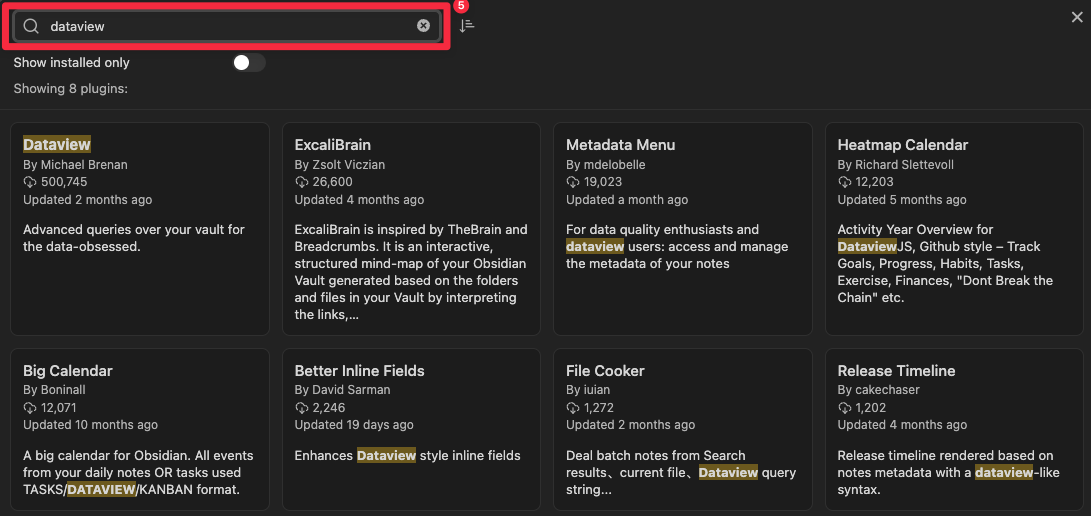 dataview
5
Show installed only
Showing 8 plugins:
Dataview
By Michael Brenan
500,745
Updated 2 months ago
Advanced queries over your vault for
the data-obsessed.
ExcaliBrain
By Zsolt Viczian
26,600
Updated 4 months ago
ExcaliBrain is inspired by TheBrain and
Breadcrumbs. It is an interactive,
structured mind-map of your Obsidian
Vault generated based on the folders
and files in your Vault by interpreting
the links,...
Metadata Menu
By mdelobelle
19,023
Updated a month ago
For data quality enthusiasts and
dataview users: access and manage
the metadata of your notes
Heatmap Calendar
By Richard Slettevoll
12,203
Updated 5 months ago
Activity Year Overview for
DataviewJS, Github style – Track
Goals, Progress, Habits, Tasks,
Exercise, Finances, "Dont Break the
Chain" etc.
Big Calendar
By Boninall
12,071
Updated 10 months ago
A big calendar for Obsidian. All events
from your daily notes OR tasks used
TASKS/DATAVIEW/KANBAN format.
Better Inline Fields
By David Sarman
2,246
Updated 19 days ago
Enhances Dataview style inline fields
File Cooker
By iuian
1,272
Updated 2 months ago
Deal batch notes from Search
results、current file、Dataview query
string...
Release Timeline
By cakechaser
1,202
Updated 4 months ago
Release timeline rendered based on
notes metadata with a dataview-like
syntax.